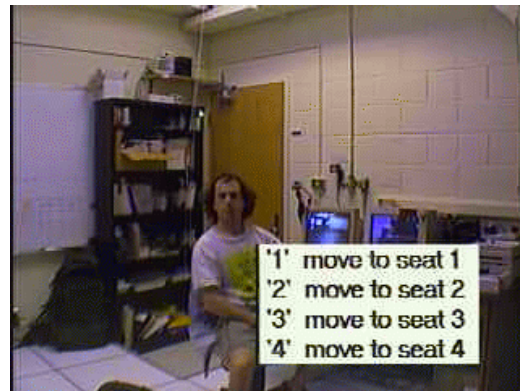 '1' move to seat 1
'2' move to seat 2
'3' move to seat 3
'4' move to seat 4